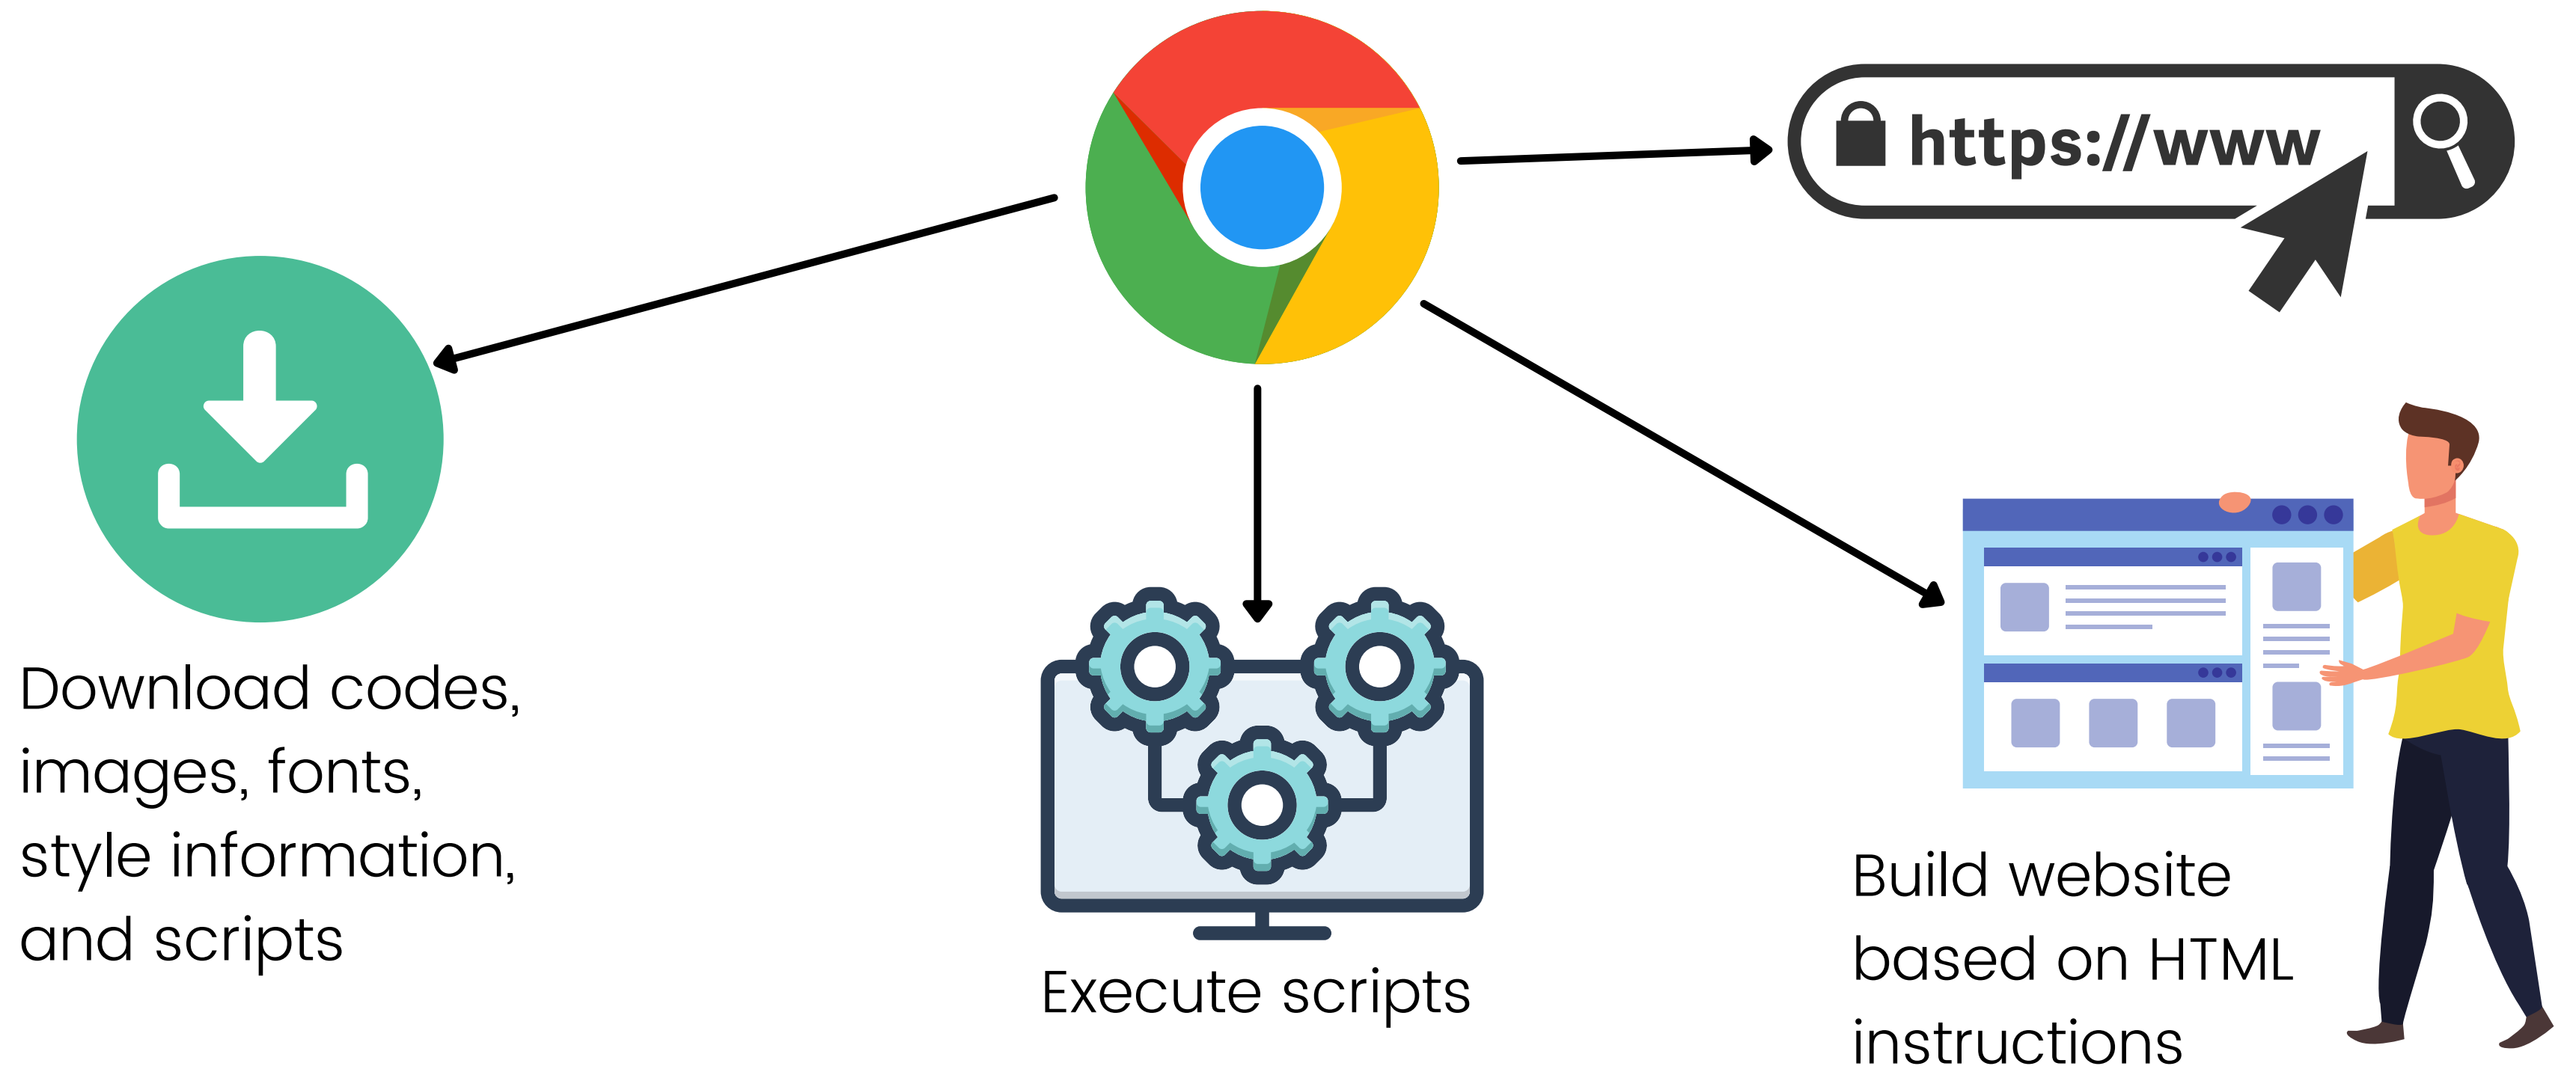 https://www
Download codes,
images, fonts,
style information,
and scripts
Execute scripts
Build website
based on HTML
instructions